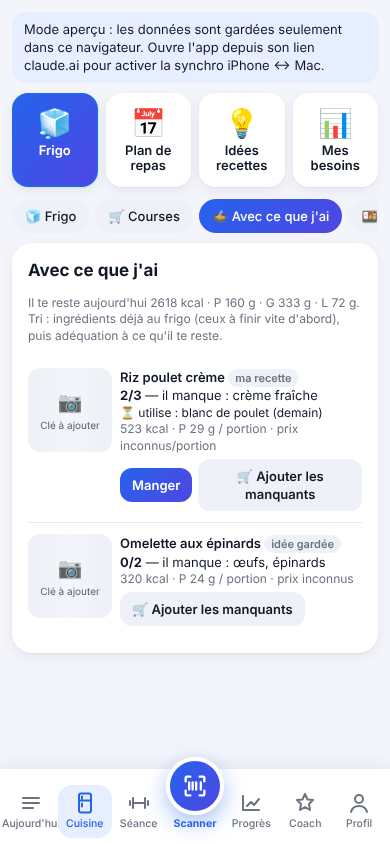 Mode aperçu : les données sont gardées seulement
dans ce navigateur. Ouvre l'app depuis son lien
claude.ai pour activer la synchro iPhone ↔ Mac.
Frigo
Plan de
repas
Idées
recettes
Mes
besoins
Frigo
Courses
Avec ce que j'ai
Avec ce que j'ai
Il te reste aujourd'hui 2618 kcal · P 160 g · G 333 g · L 72 g.
Tri : ingrédients déjà au frigo (ceux à finir vite d'abord),
puis adéquation à ce qu'il te reste.
Clé à ajouter
Riz poulet crème ma recette
2/3 — il manque : crème fraîche
⏳ utilise : blanc de poulet (demain)
523 kcal · P 29 g / portion · prix
inconnus/portion
Manger
Ajouter les
manquants
Clé à ajouter
Omelette aux épinards idée gardée
0/2 — il manque : œufs, épinards
320 kcal · P 24 g / portion · prix inconnus
Ajouter les manquants
Aujourd'hu
Cuisine
Séance
Scanner
Progrès
Coach
Profil